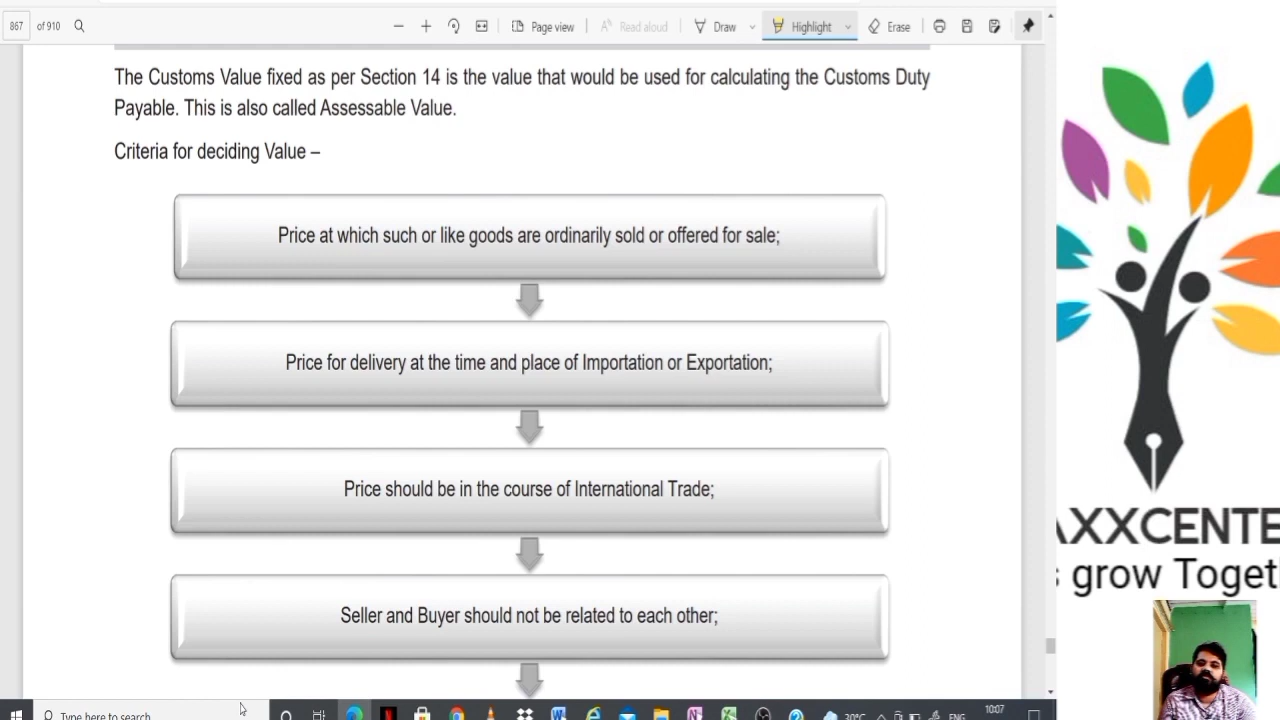 867 of 910 Page view Read aloud Draw Highlight Erase
The Customs Value fixed as per Section 14 is the value that would be used for calculating the Customs Duty
Payable. This is also called Assessable Value.
Criteria for deciding Value –
Price at which such or like goods are ordinarily sold or offered for sale;
Price for delivery at the time and place of Importation or Exportation;
Price should be in the course of International Trade;
Seller and Buyer should not be related to each other;
AXXCENTE
s grow Togeth
Type here to search 30°C ENG 10:07